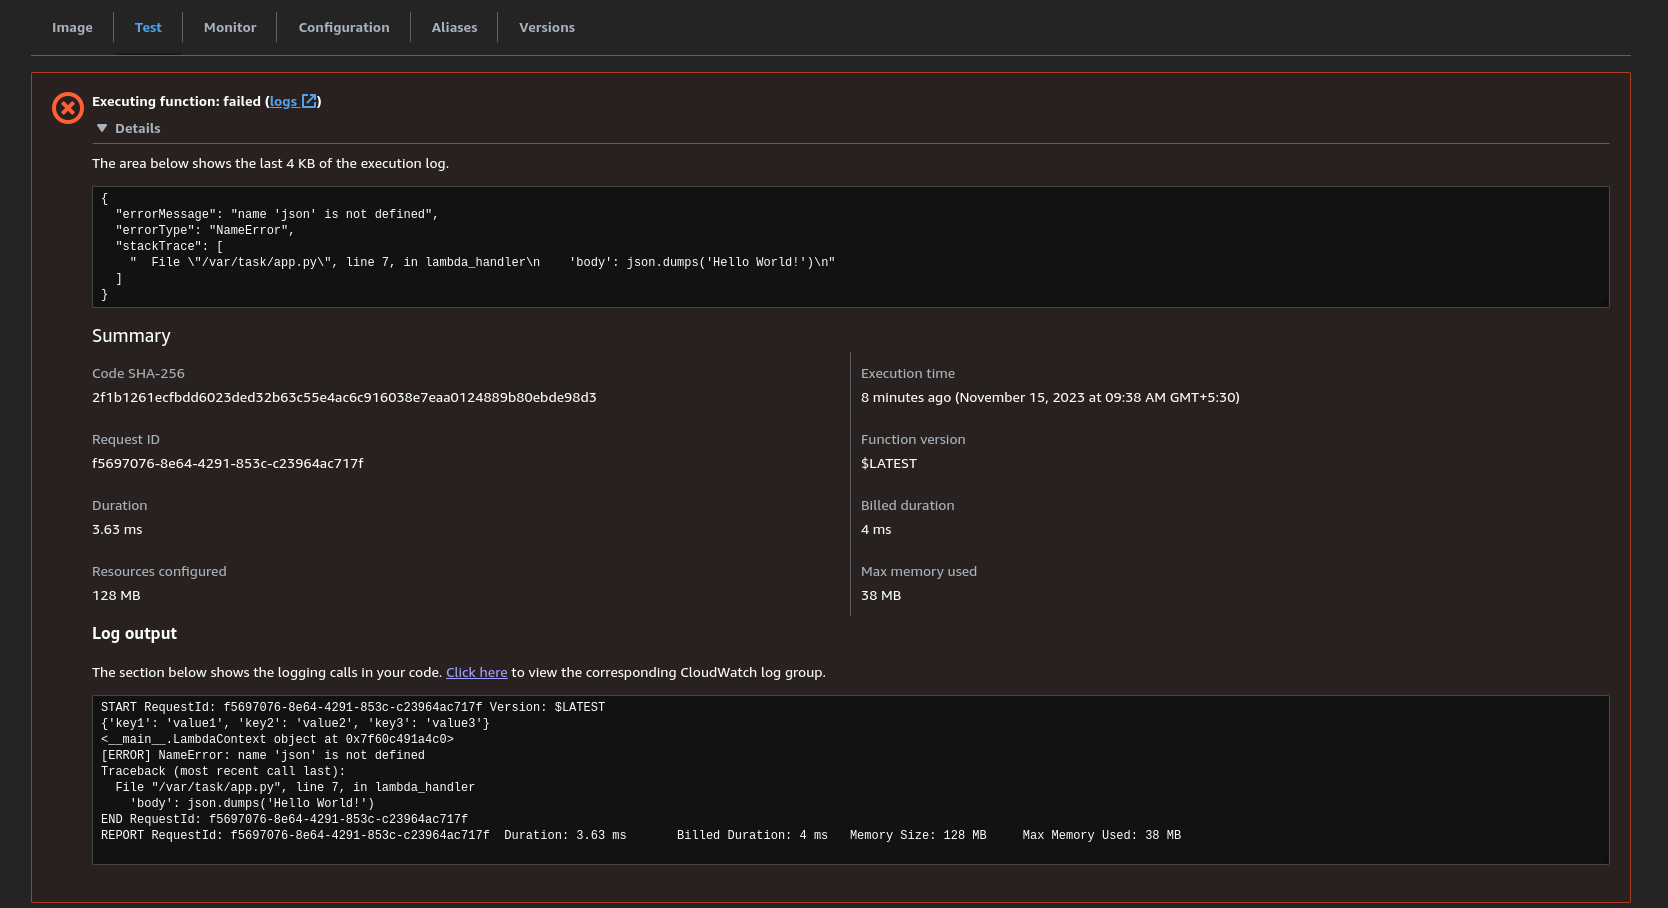 Image Test Monitor Configuration Aliases Versions
Executing function: failed (logs)
Details
The area below shows the last 4 KB of the execution log.
{
  "errorMessage": "name 'json' is not defined",
  "errorType": "NameError",
  "stackTrace": [
    "  File \"/var/task/app.py\", line 7, in lambda_handler\n    'body': json.dumps('Hello World!')\n"
  ]
}
Summary
Code SHA-256
2f1b1261ecfbdd6023ded32b63c55e4ac6c916038e7eaa0124889b80ebde98d3
Execution time
8 minutes ago (November 15, 2023 at 09:38 AM GMT+5:30)
Request ID
f5697076-8e64-4291-853c-c23964ac717f
Function version
$LATEST
Duration
3.63 ms
Billed duration
4 ms
Resources configured
128 MB
Max memory used
38 MB
Log output
The section below shows the logging calls in your code. Click here to view the corresponding CloudWatch log group.
START RequestId: f5697076-8e64-4291-853c-c23964ac717f Version: $LATEST
{'key1': 'value1', 'key2': 'value2', 'key3': 'value3'}
<__main__.LambdaContext object at 0x7f60c491a4c0>
[ERROR] NameError: name 'json' is not defined
Traceback (most recent call last):
  File "/var/task/app.py", line 7, in lambda_handler
    'body': json.dumps('Hello World!')
END RequestId: f5697076-8e64-4291-853c-c23964ac717f
REPORT RequestId: f5697076-8e64-4291-853c-c23964ac717f  Duration: 3.63 ms       Billed Duration: 4 ms   Memory Size: 128 MB     Max Memory Used: 38 MB